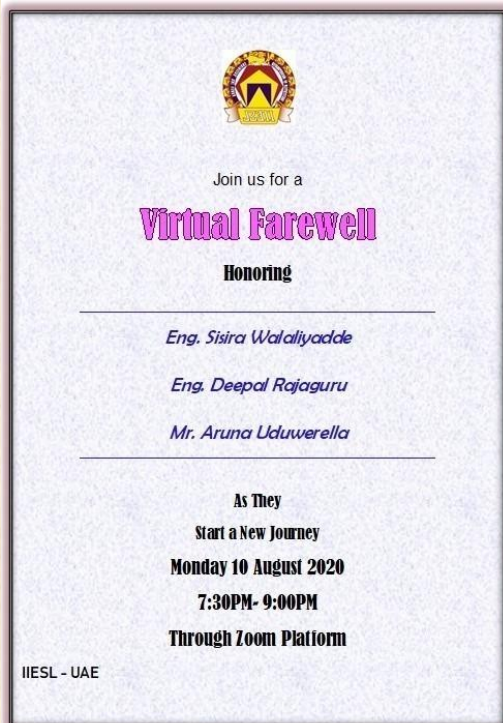 Join us for a
Virtual Farewell
Honoring
Eng. Sisira Walaliyadde
Eng. Deepal Rajaguru
Mr. Aruna Uduwerella
As They
Start a New Journey
Monday 10 August 2020
7:30PM- 9:00PM
Through Zoom Platform
IIESL - UAE